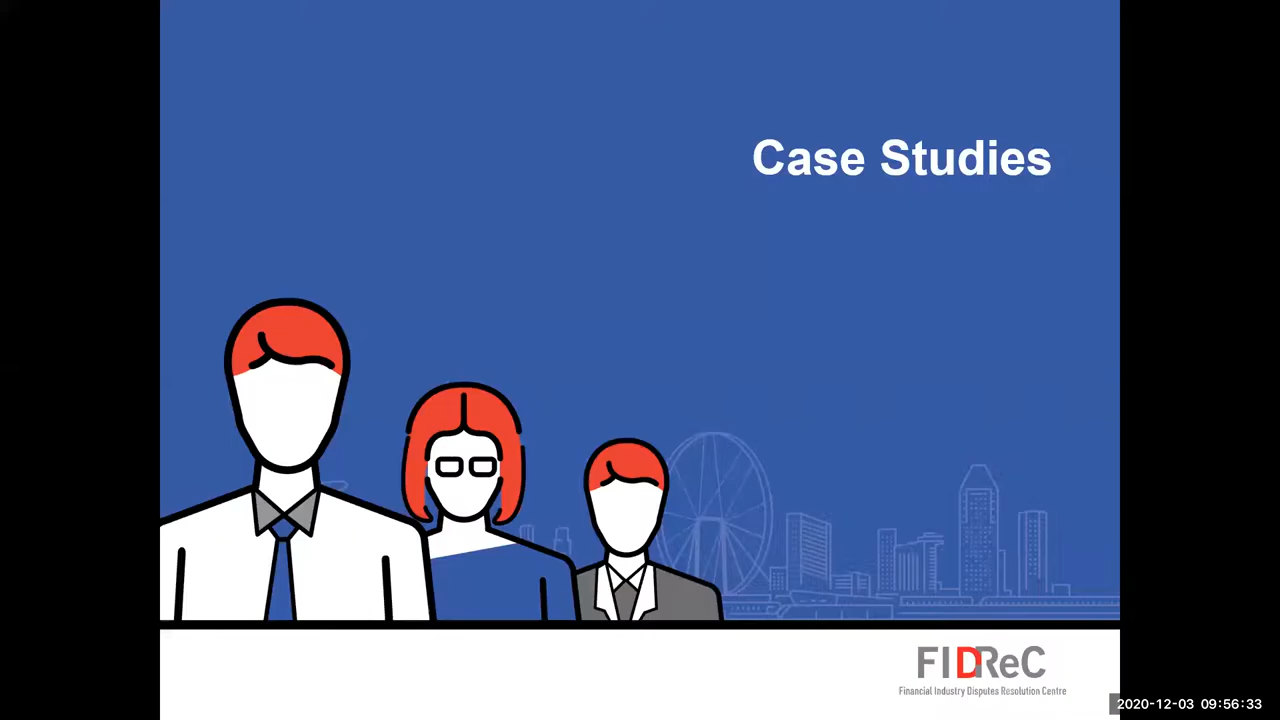 Case Studies
FIDReC
Financial Industry Disputes Resolution Centre
2020-12-03 09:56:33